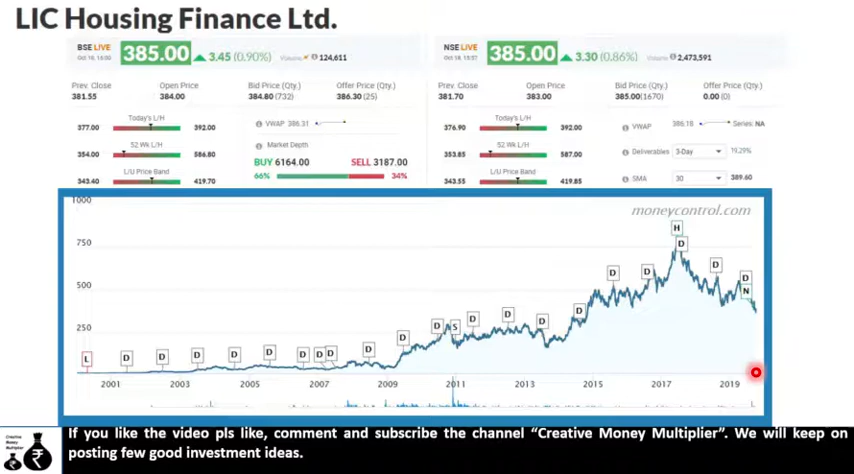 LIC Housing Finance Ltd.
BSE LIVE 385.00 3.45 (0.90%) Volume 124,611
NSE LIVE 385.00 3.30 (0.86%) Volume 2,473,591
Prev. Close Open Price Bid Price (Qty.) Offer Price (Qty.)
381.55 384.00 384.80 (732) 386.30 (25)
Prev. Close Open Price Bid Price (Qty.) Offer Price (Qty.)
381.70 383.00 385.00(1670) 0.00 (0)
Today's L/H
377.00 392.00
52 Wk L/H
354.00 586.80
L/U Price Band
343.40 419.70
VWAP 386.31
Market Depth
BUY 6164.00 SELL 3187.00
66% 34%
Today's L/H
376.90 392.00
52 Wk L/H
353.85 587.00
L/U Price Band
343.55 419.85
VWAP 386.18 Series: NA
Deliverables 3-Day 19.29%
SMA 30 389.60
moneycontrol.com
1000
750
500
250
H
D
D D D D N
D S D D D D
L D D D D D D D D D D
2001 2003 2005 2007 2009 2011 2013 2015 2017 2019
Creative
Money
Multiplier
If you like the video pls like, comment and subscribe the channel “Creative Money Multiplier”. We will keep on
posting few good investment ideas.